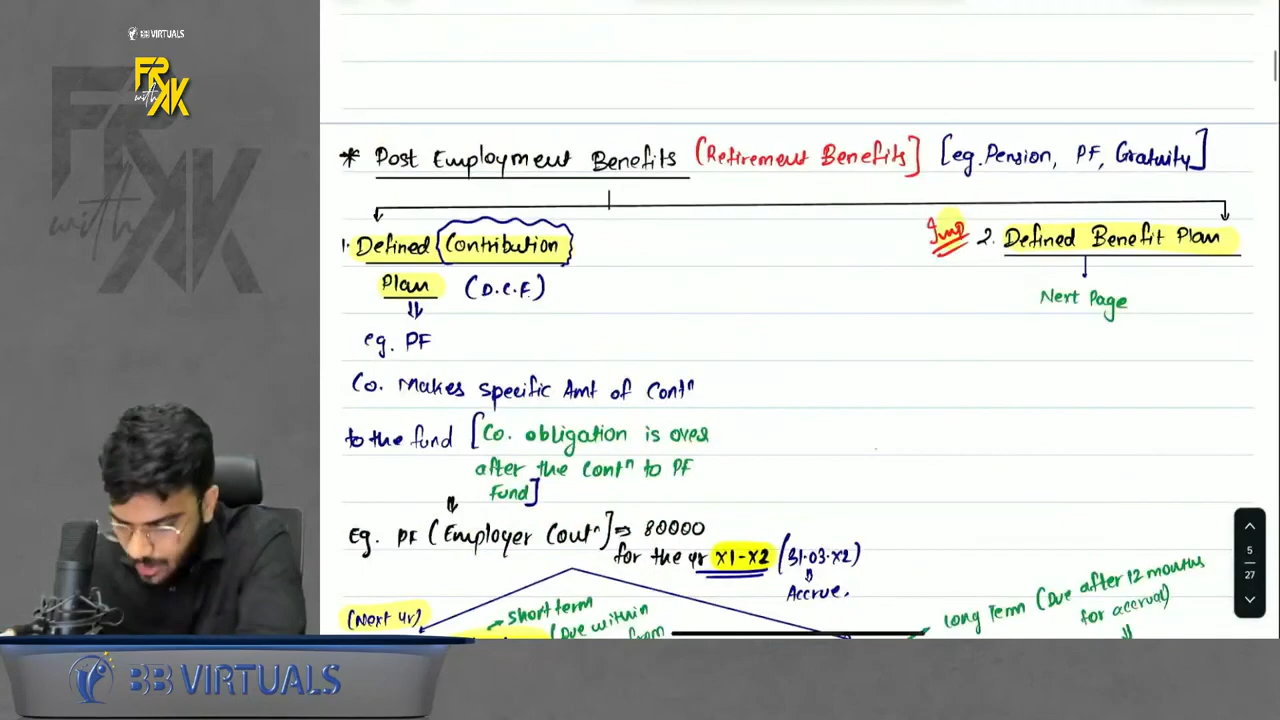 BB VIRTUALS
FR
with
AK
* Post Employment Benefits (Retirement Benefits] [eg. Pension, PF, Gratuity]
1. Defined Contribution
Plan (D.C.F.)
Imp 2. Defined Benefit Plan
Next Page
eg. PF
Co. Makes specific Amt of Contⁿ
to the fund [Co. obligation is over
after the contⁿ to PF
Fund]
Eg. PF (Employer Contⁿ] ⇒ 80000
for the yr X1-X2 (31.03.X2)
Accrue.
(Next yr)
short term
(Due within
from
long Term (Due after 12 months
for accrual)
5
27
BB VIRTUALS